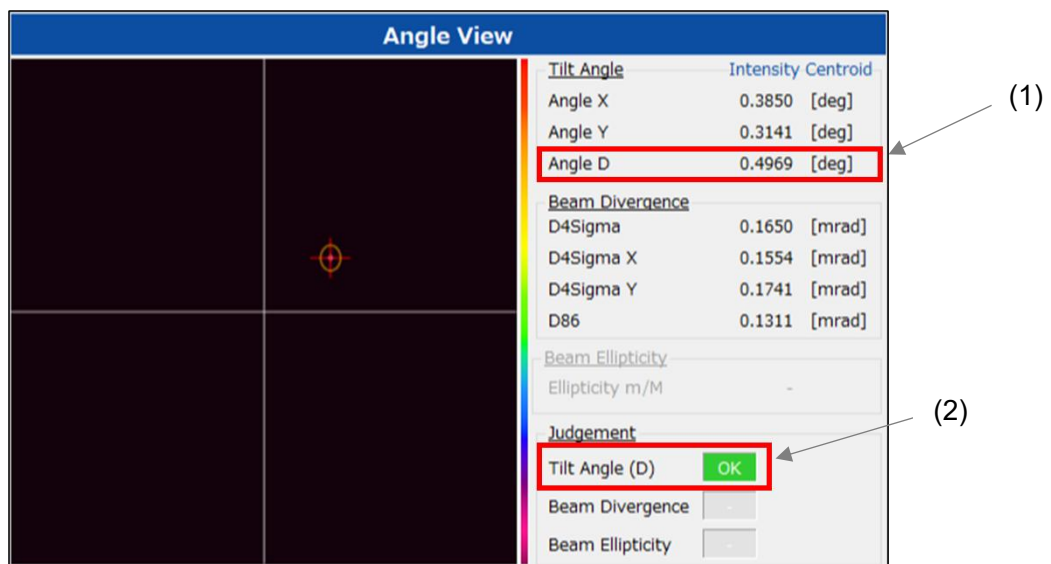 Angle View
Tilt Angle Intensity Centroid
Angle X 0.3850 [deg]
Angle Y 0.3141 [deg]
Angle D 0.4969 [deg]
(1)
Beam Divergence
D4Sigma 0.1650 [mrad]
D4Sigma X 0.1554 [mrad]
D4Sigma Y 0.1741 [mrad]
D86 0.1311 [mrad]
Beam Ellipticity
Ellipticity m/M -
(2)
Judgement
Tilt Angle (D) OK
Beam Divergence -
Beam Ellipticity -